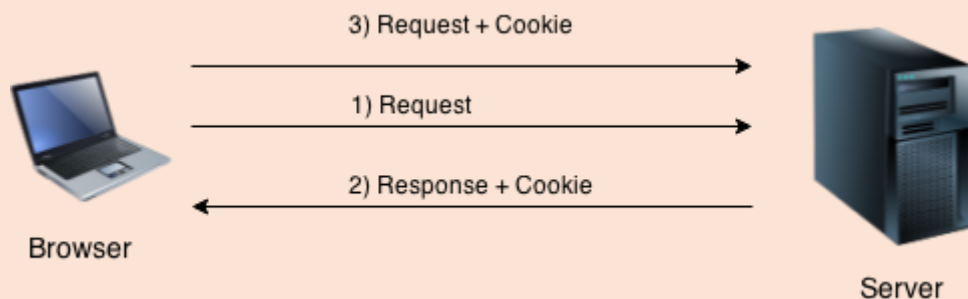 3) Request + Cookie
1) Request
2) Response + Cookie
Browser
Server